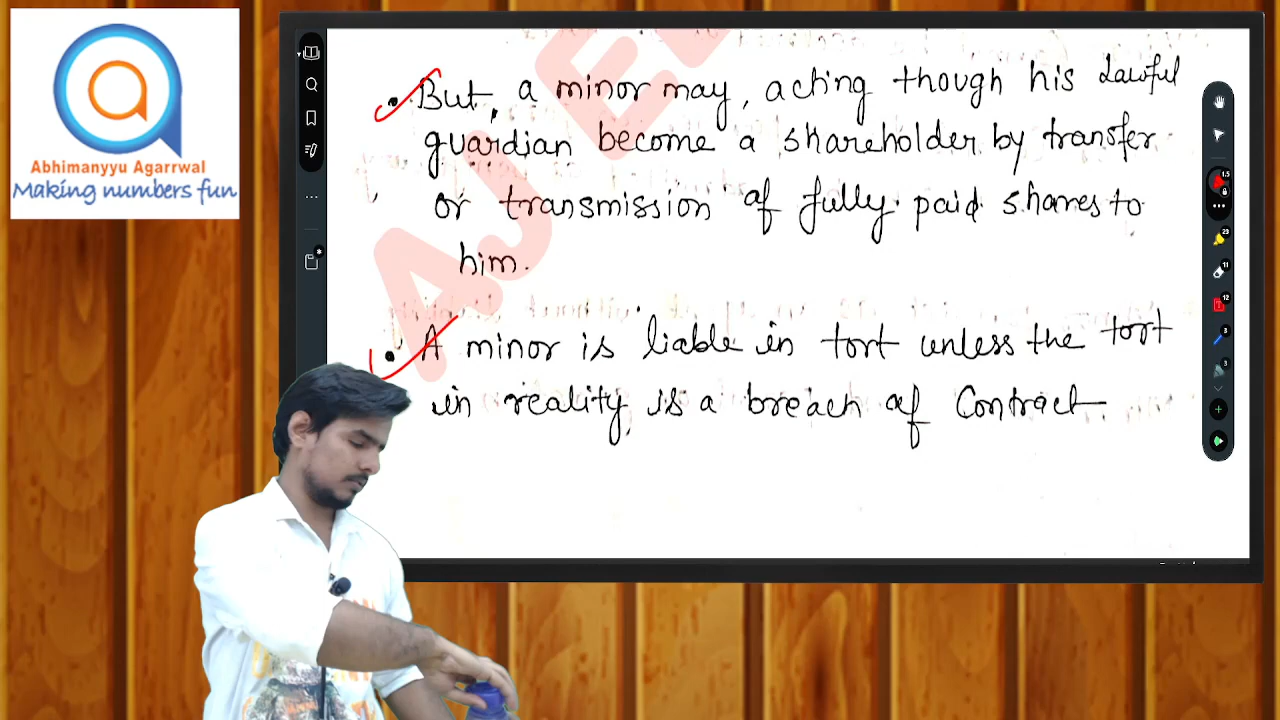 Abhimanyyu Agarrwal
Making numbers fun
• But, a minor may, acting though his Lawful
guardian become a shareholder by transfer
or transmission of fully paid shares to
him.
• A minor is liable in tort unless the tort
in reality, is a breach of Contract.